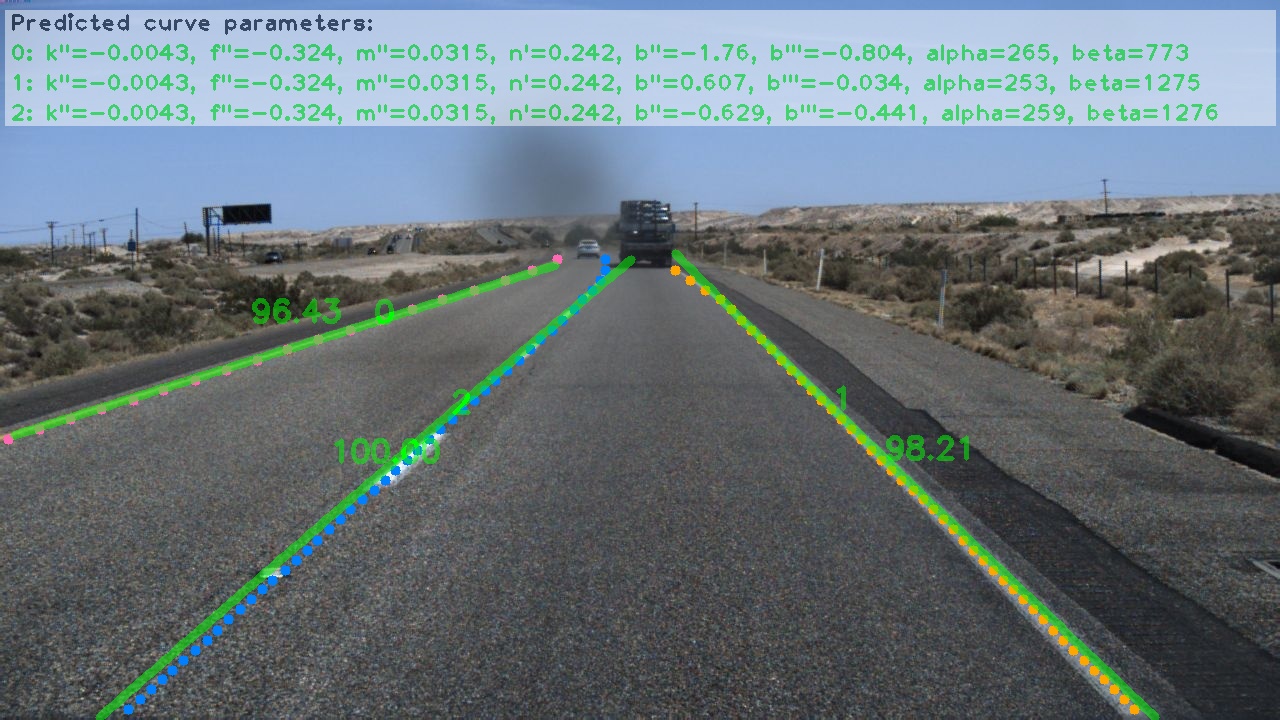 Predicted curve parameters:
0: k''=-0.0043, f''=-0.324, m''=0.0315, n'=0.242, b''=-1.76, b'''=-0.804, alpha=265, beta=773
1: k''=-0.0043, f''=-0.324, m''=0.0315, n'=0.242, b''=0.607, b'''=-0.034, alpha=253, beta=1275
2: k''=-0.0043, f''=-0.324, m''=0.0315, n'=0.242, b''=-0.629, b'''=-0.441, alpha=259, beta=1276
96.43 0
2 1
100.00 98.21